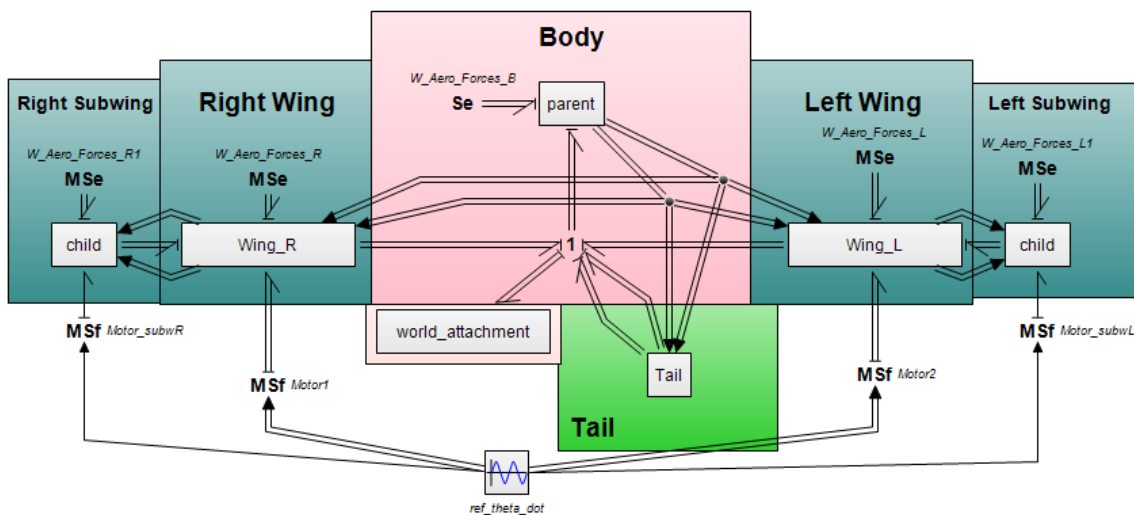 Body
W_Aero_Forces_B
Se
parent
Right Subwing
Right Wing
Left Wing
Left Subwing
W_Aero_Forces_R1
W_Aero_Forces_R
W_Aero_Forces_L
W_Aero_Forces_L1
MSe
MSe
MSe
MSe
child
Wing_R
1
Wing_L
child
world_attachment
MSf Motor_subwR
MSf Motor_subwL
Tail
MSf Motor1
MSf Motor2
Tail
ref_theta_dot